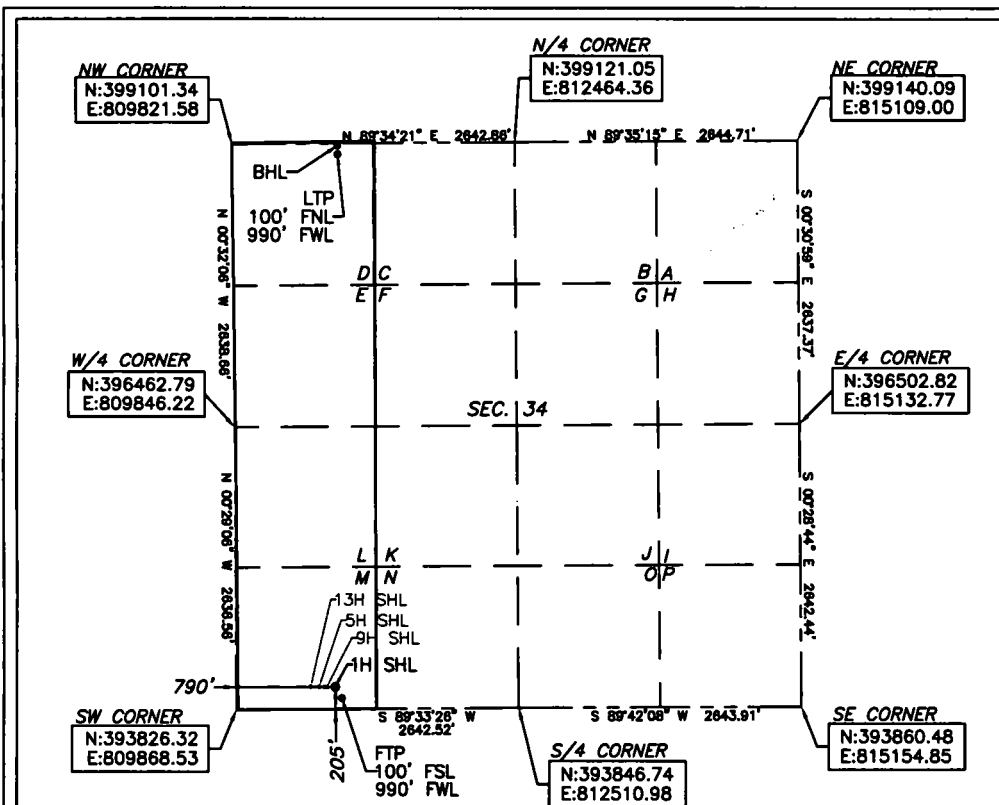 N/4 CORNER
N:399121.05
E:812464.36
NW CORNER
N:399101.34
E:809821.58
NE CORNER
N:399140.09
E:815109.00
N 89°34'21" E 2642.86'
N 89°35'15" E 2644.71'
BHL
LTP
100' FNL
990' FWL
N 00°32'06" W 2638.66'
S 00°30'59" E 2637.37'
D C
E F
B A
G H
W/4 CORNER
N:396462.79
E:809846.22
E/4 CORNER
N:396502.82
E:815132.77
SEC. 34
N 00°29'06" W 2636.56'
S 00°28'44" E 2642.44'
L K
M N
J I
O P
13H SHL
5H SHL
9H SHL
1H SHL
790'
205'
SW CORNER
N:393826.32
E:809868.53
S 89°33'26" W
2642.52'
S 89°42'08" W 2643.91'
SE CORNER
N:393860.48
E:815154.85
FTP
100' FSL
990' FWL
S/4 CORNER
N:393846.74
E:812510.98